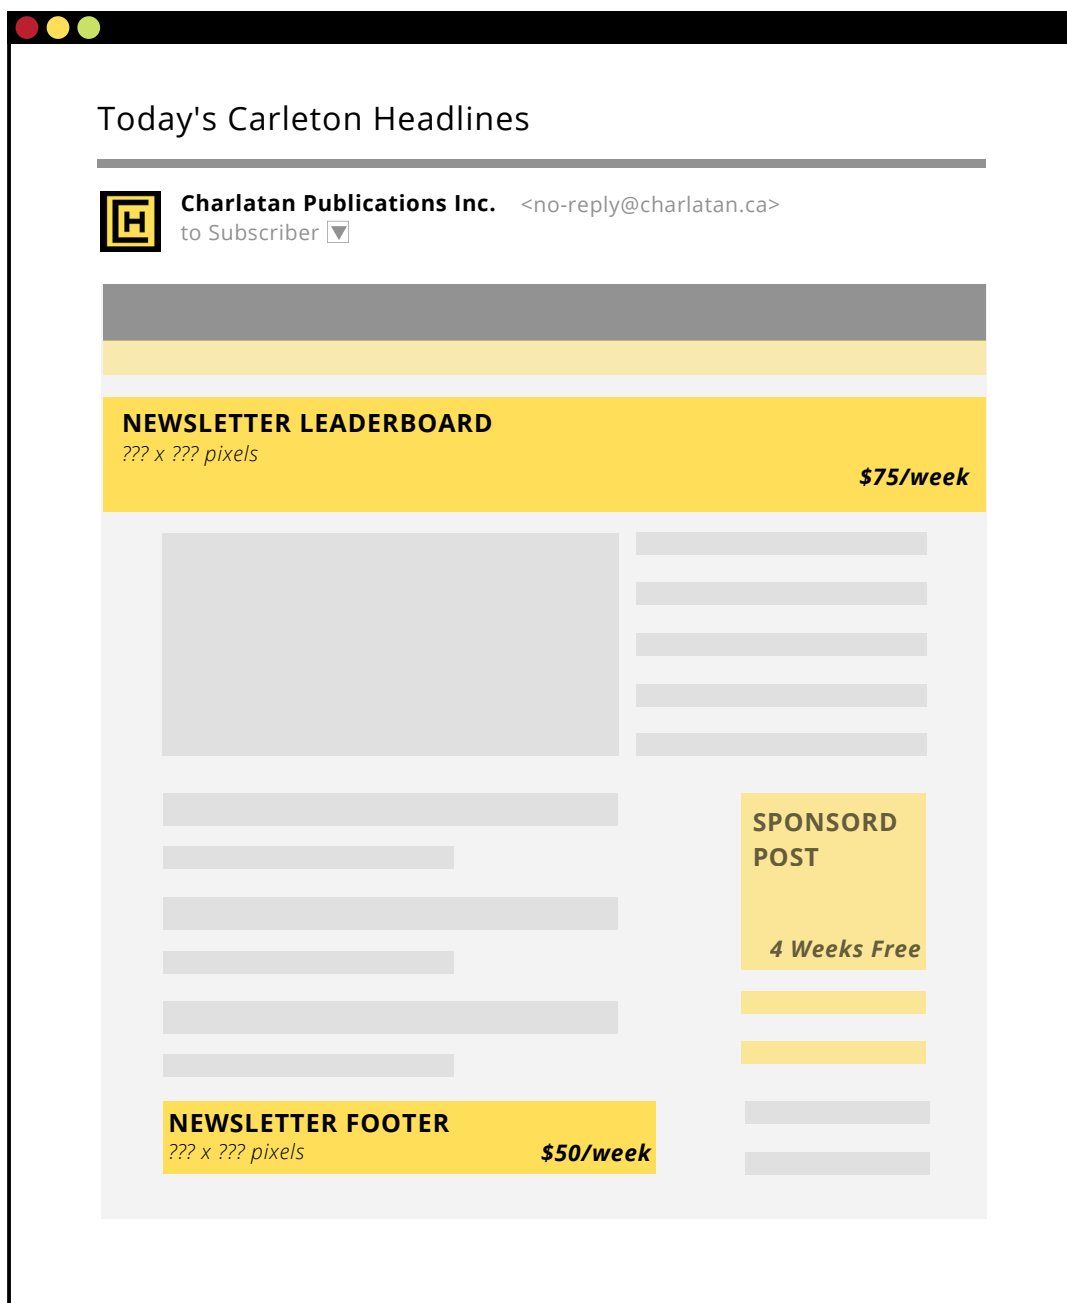 Today's Carleton Headlines
CH
Charlatan Publications Inc. <no-reply@charlatan.ca>
to Subscriber
NEWSLETTER LEADERBOARD
??? x ??? pixels
$75/week
SPONSORD
POST
4 Weeks Free
NEWSLETTER FOOTER
??? x ??? pixels
$50/week